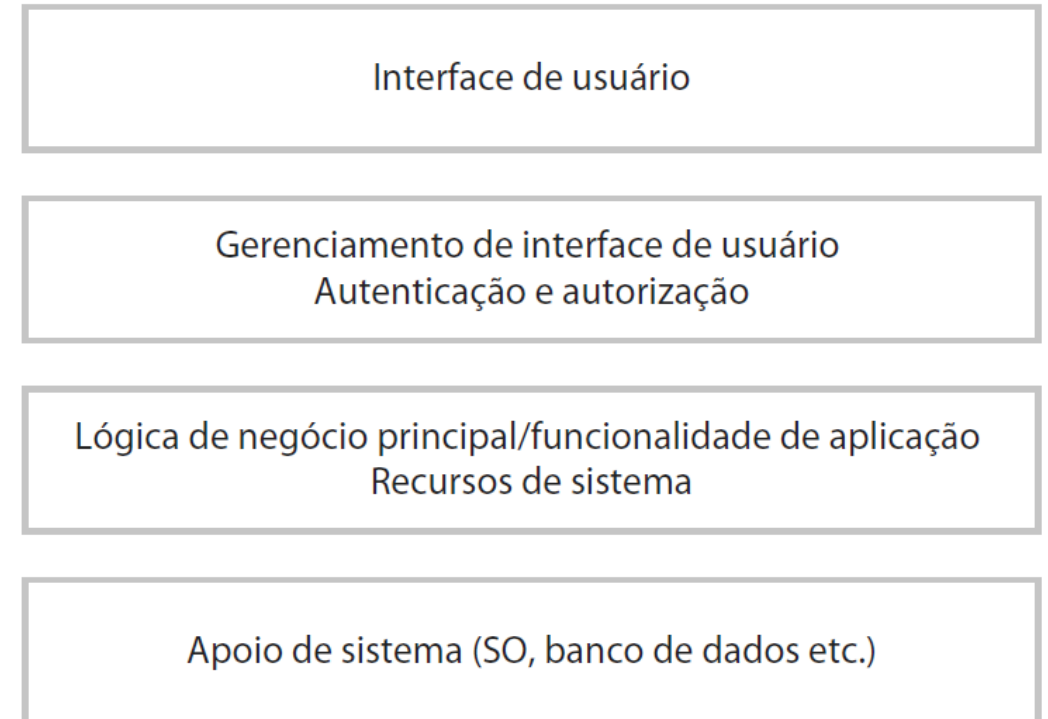 Interface de usuário
Gerenciamento de interface de usuário
Autenticação e autorização
Lógica de negócio principal/funcionalidade de aplicação
Recursos de sistema
Apoio de sistema (SO, banco de dados etc.)